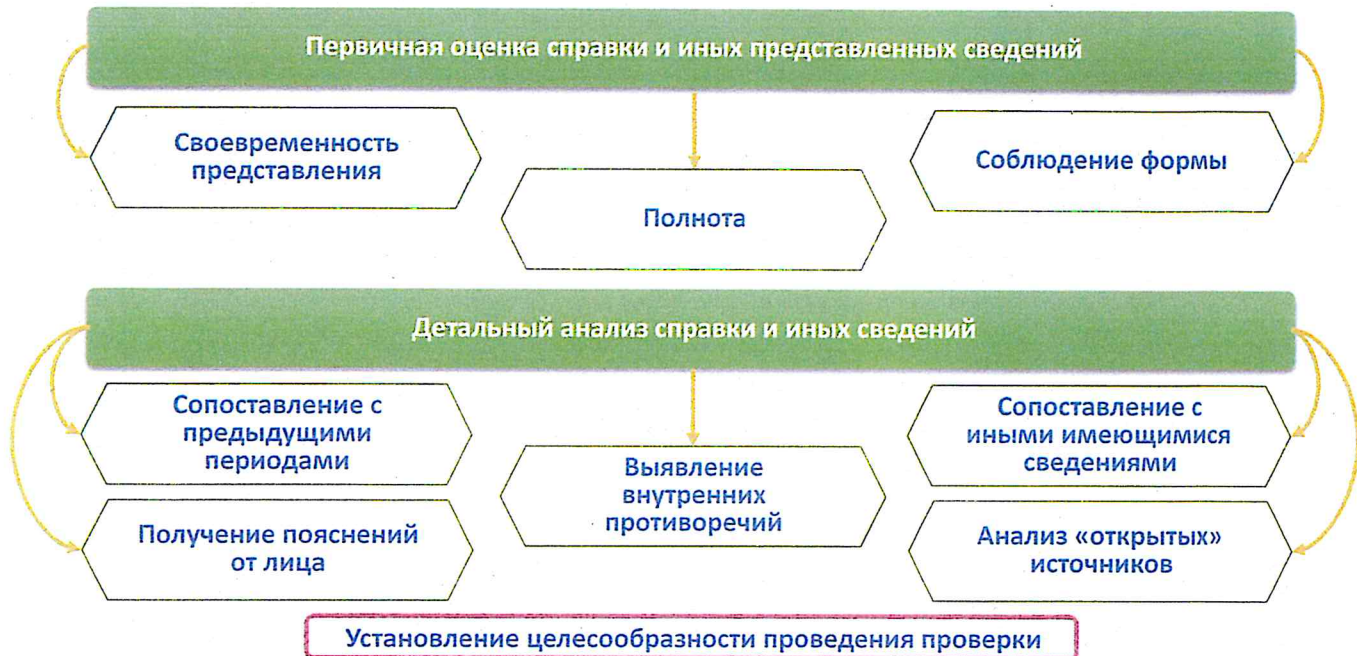 Первичная оценка справки и иных представленных сведений
Своевременность
представления
Полнота
Соблюдение формы
Детальный анализ справки и иных сведений
Сопоставление с
предыдущими
периодами
Выявление
внутренних
противоречий
Сопоставление с
иными имеющимися
сведениями
Получение пояснений
от лица
Анализ «открытых»
источников
Установление целесообразности проведения проверки